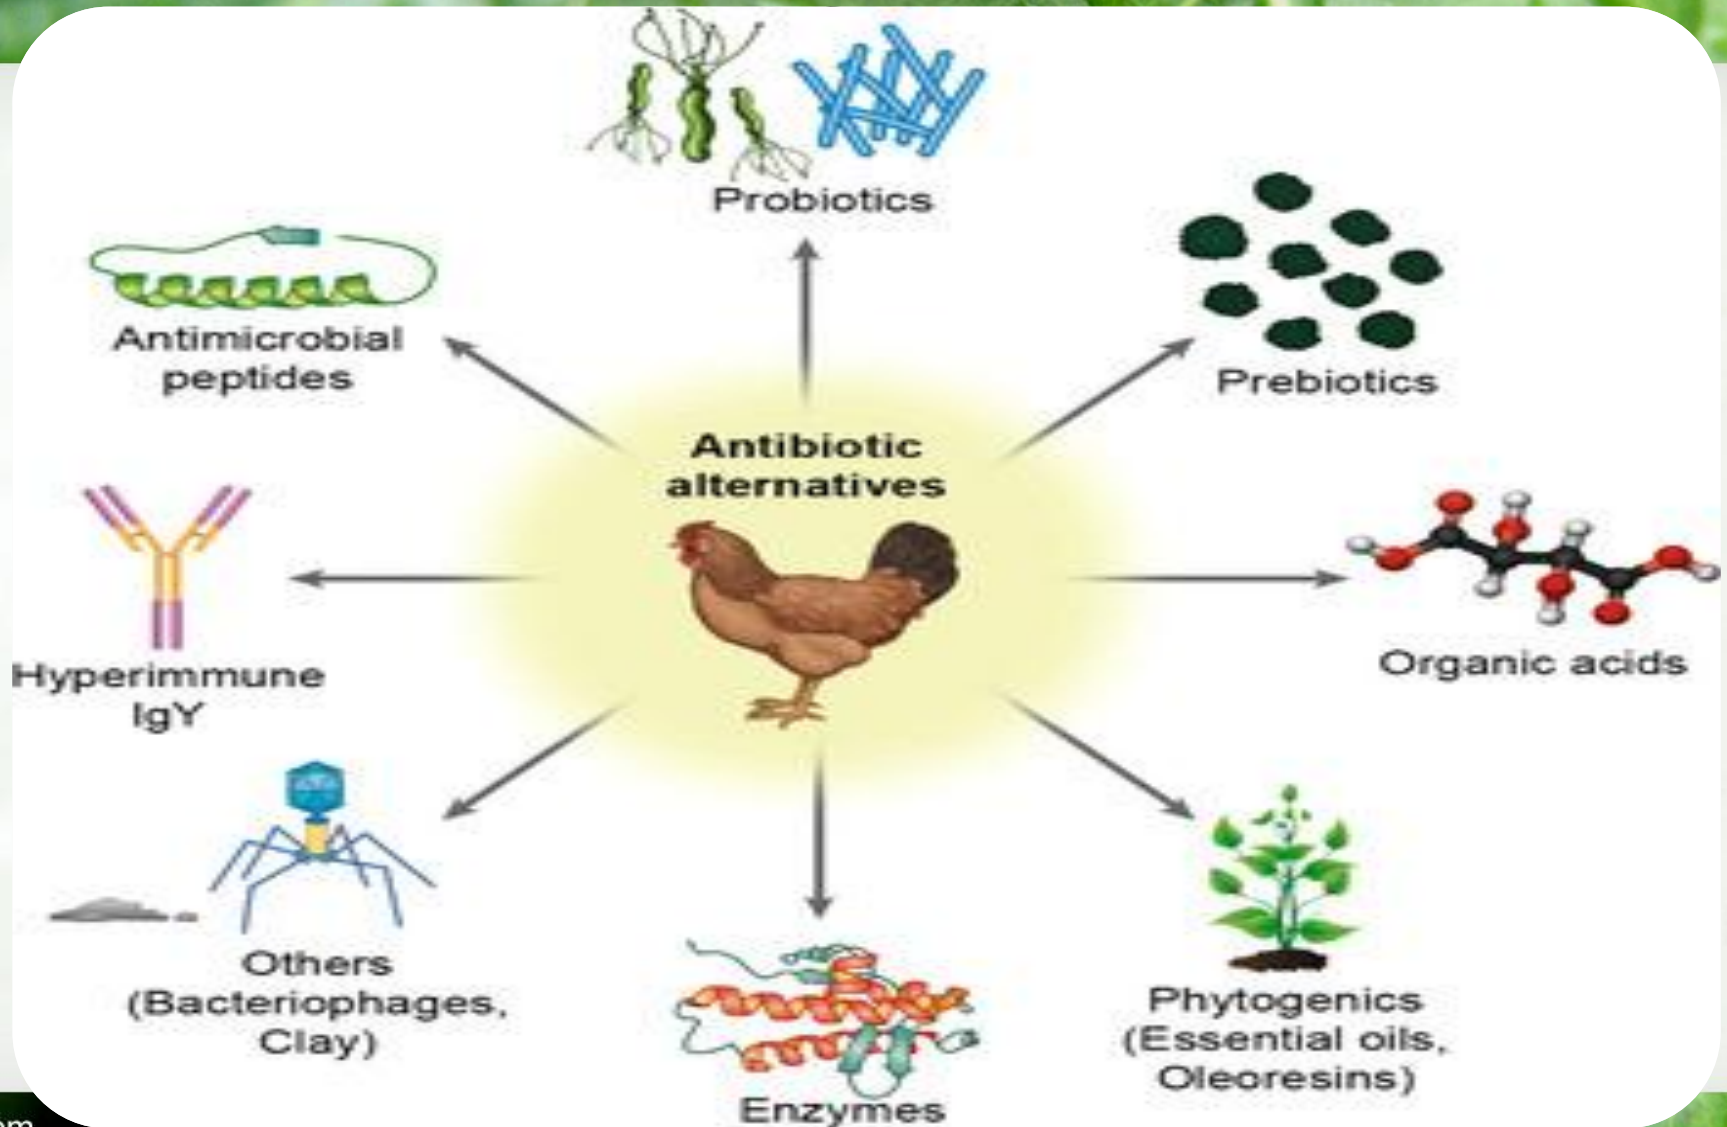 Probiotics
Antimicrobial
peptides
Prebiotics
Antibiotic
alternatives
Hyperimmune
IgY
Organic acids
Others
(Bacteriophages,
Clay)
Phytogenics
(Essential oils,
Oleoresins)
Enzymes